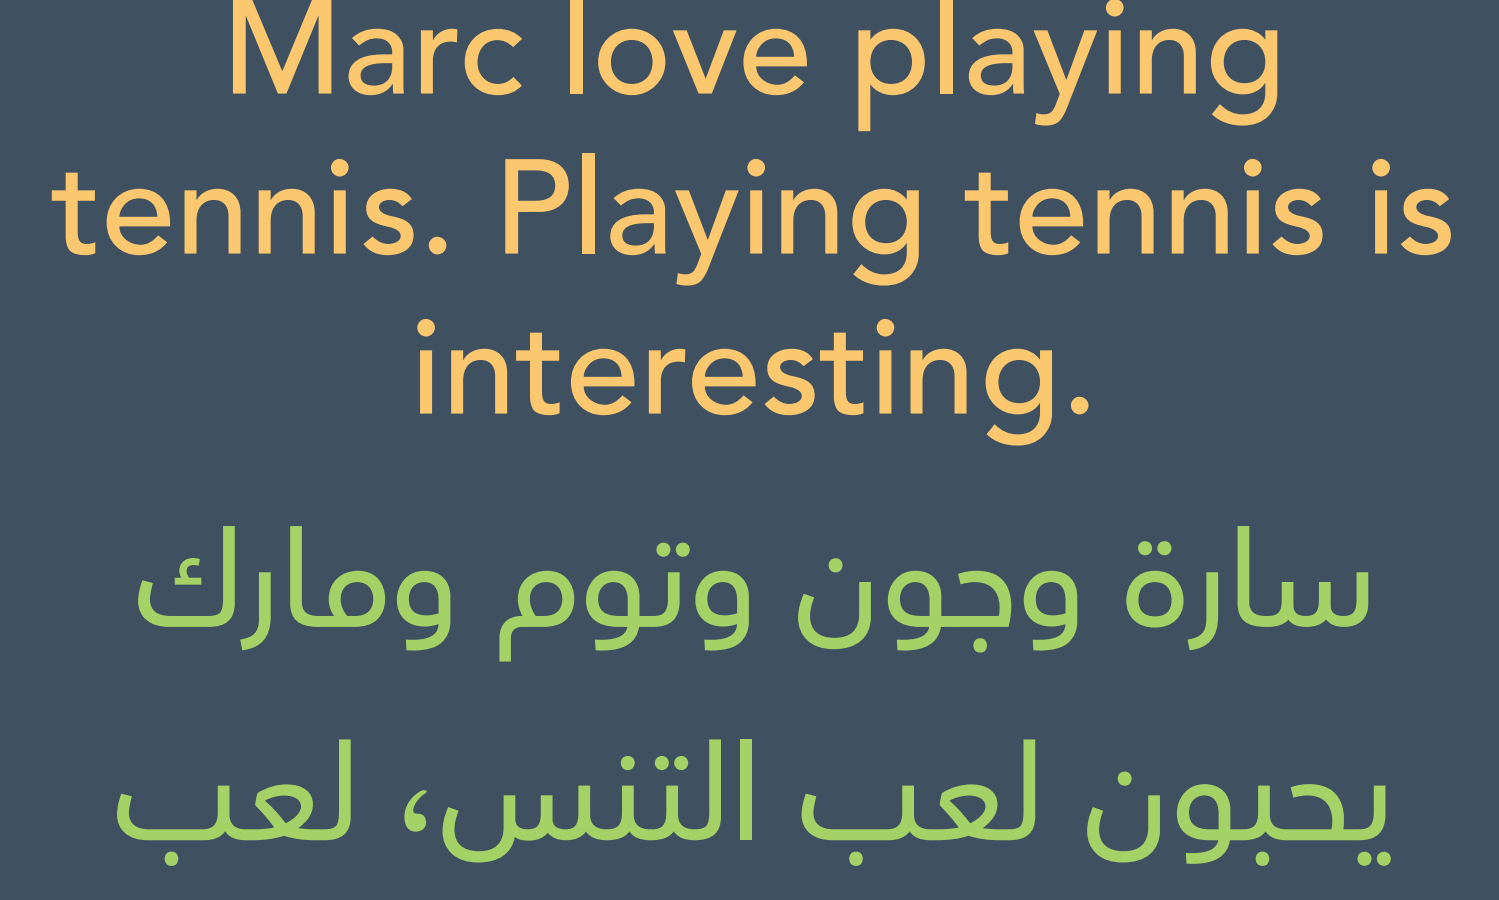 Marc love playing
tennis. Playing tennis is
interesting.
سارة وجون وتوم ومارك
يحبون لعب التنس، لعب